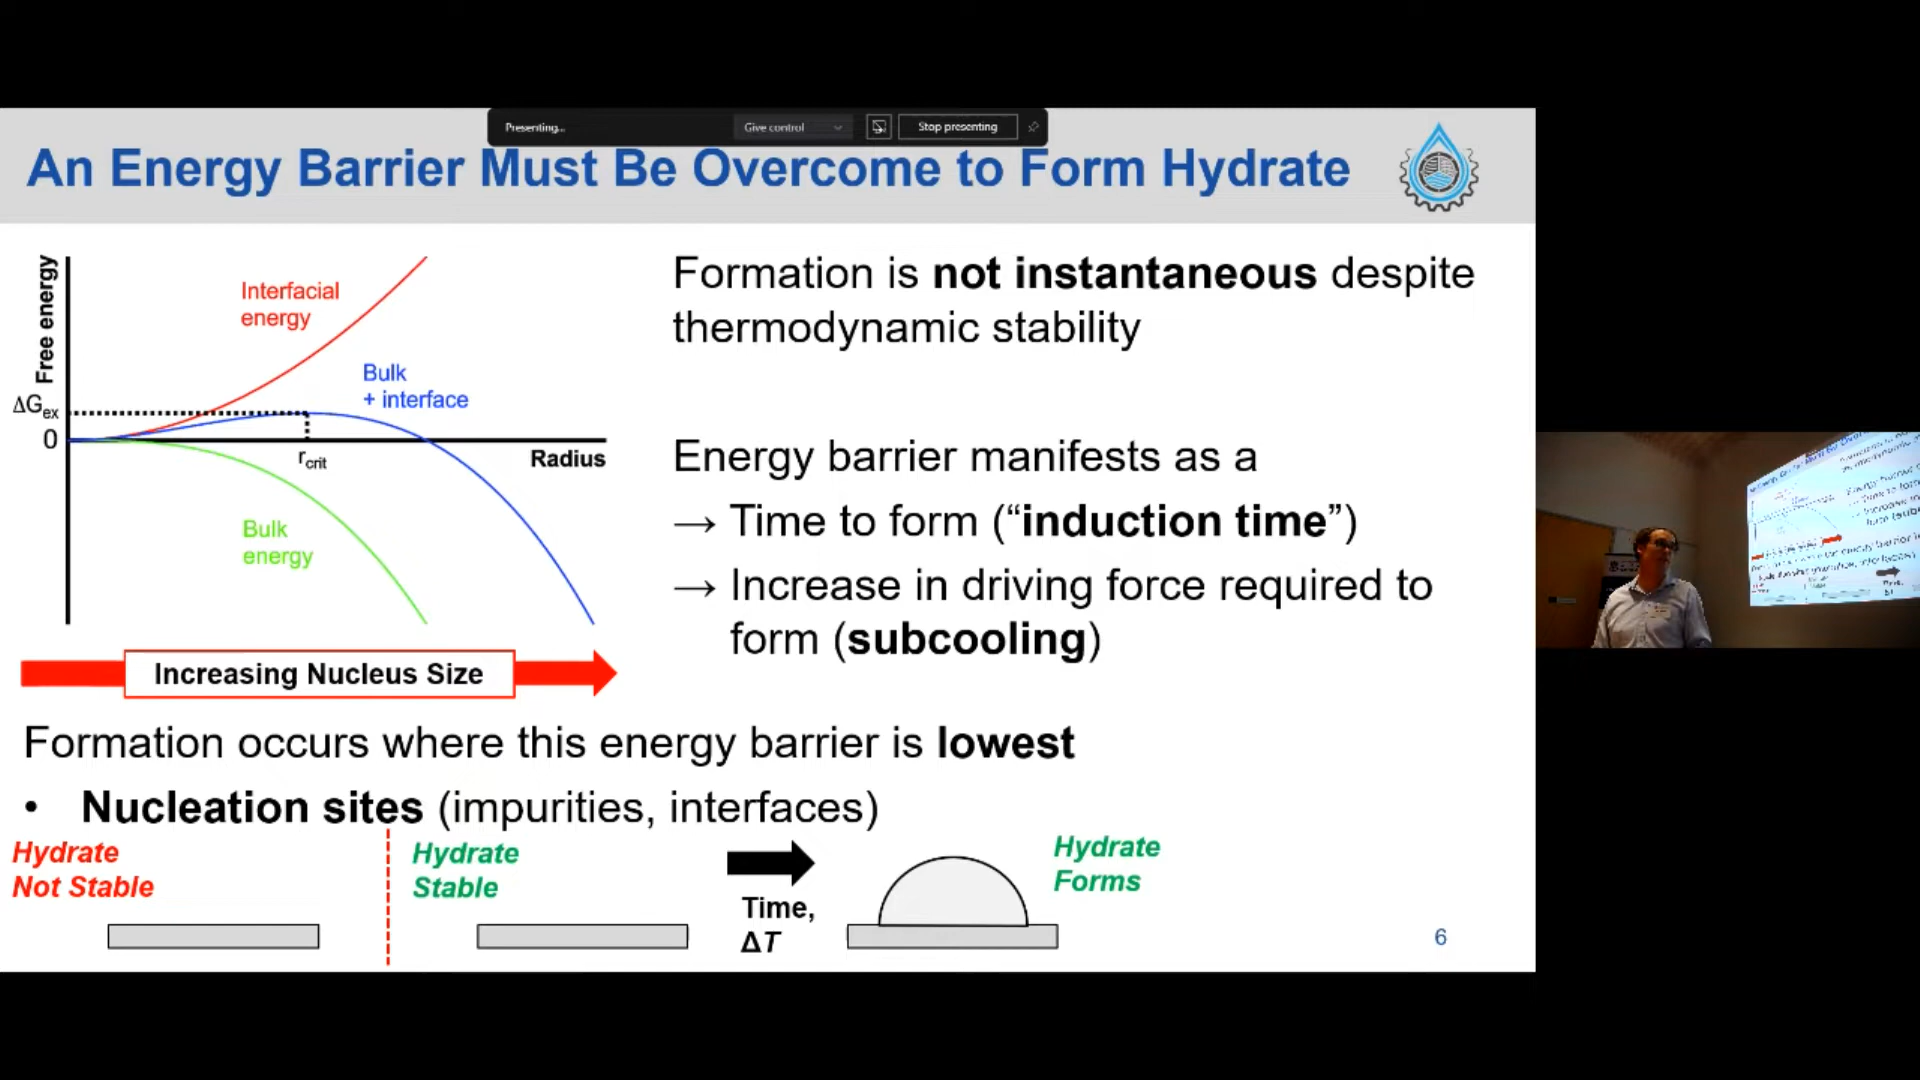 Presenting...
Give control
Stop presenting
An Energy Barrier Must Be Overcome to Form Hydrate
Free energy
Interfacial
energy
Bulk
+ interface
ΔGex
0
rcrit
Radius
Bulk
energy
Increasing Nucleus Size
Formation is not instantaneous despite
thermodynamic stability
Energy barrier manifests as a
→ Time to form (“induction time”)
→ Increase in driving force required to
form (subcooling)
Formation occurs where this energy barrier is lowest
• Nucleation sites (impurities, interfaces)
Hydrate
Not Stable
Hydrate
Stable
Time,
ΔT
Hydrate
Forms
6